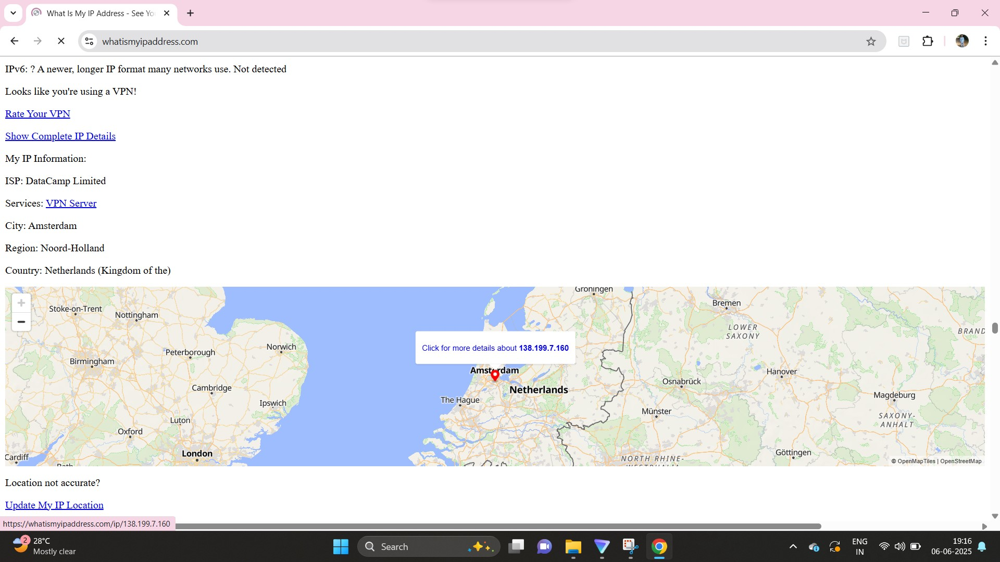 What Is My IP Address - See Yo
whatismyipaddress.com
IPv6: ? A newer, longer IP format many networks use. Not detected
Looks like you're using a VPN!
Rate Your VPN
Show Complete IP Details
My IP Information:
ISP: DataCamp Limited
Services: VPN Server
City: Amsterdam
Region: Noord-Holland
Country: Netherlands (Kingdom of the)
Groningen
Stoke-on-Trent
Nottingham
Bremen
LOWER
SAXONY
BRAND
Norwich
Peterborough
Birmingham
Click for more details about 138.199.7.160
Amsterdam
Hanover
Osnabrück
Cambridge
Netherlands
Ipswich
The Hague
Magdeburg
Münster
Luton
SAXONY-
ANHALT
Oxford
London
Cardiff
Göttingen
NORTH RHINE-
WESTPHALIA
Bath
© OpenMapTiles | OpenStreetMap
Location not accurate?
Update My IP Location
https://whatismyipaddress.com/ip/138.199.7.160
2
28°C
Mostly clear
Search
ENG
IN
19:16
06-06-2025